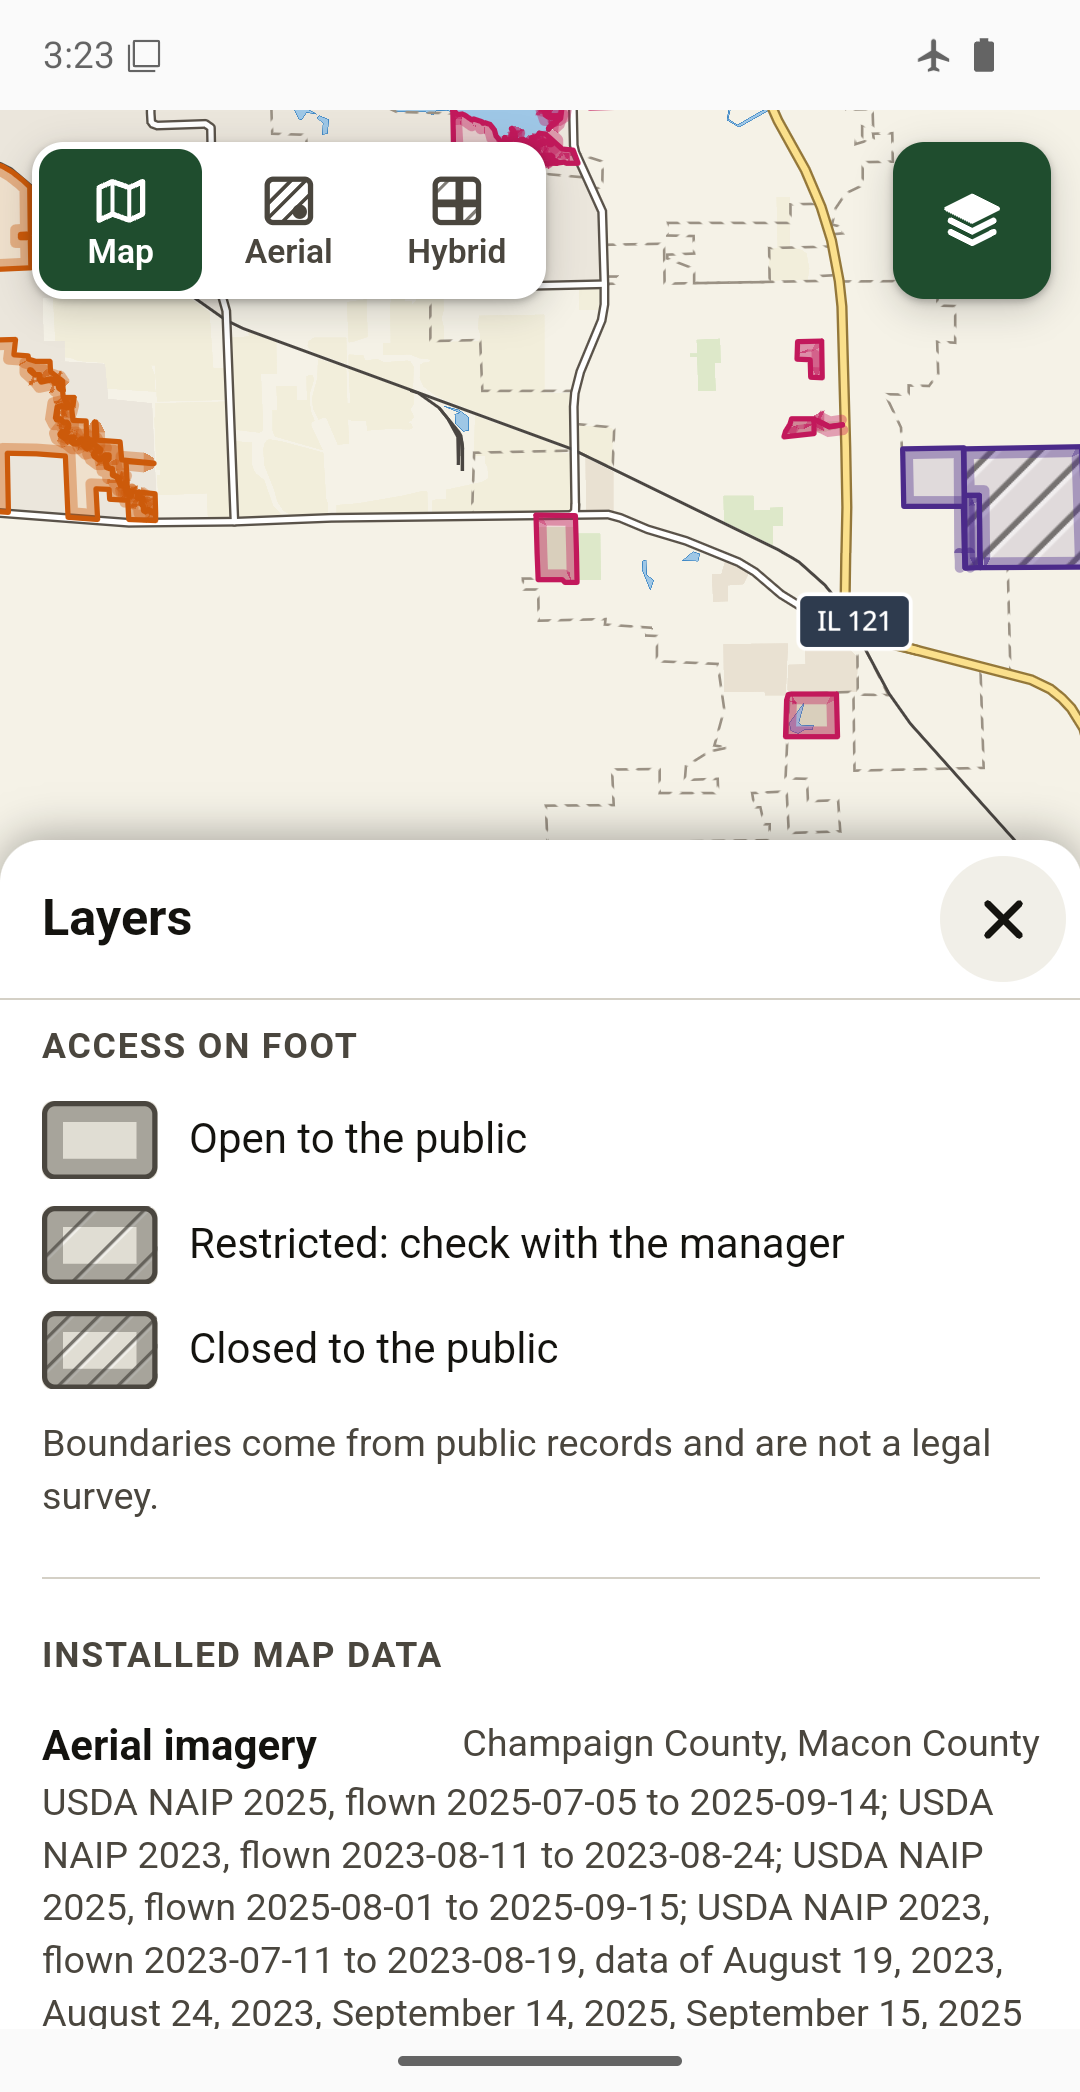 3:23
Map
Aerial
Hybrid
IL 121
Layers
ACCESS ON FOOT
Open to the public
Restricted: check with the manager
Closed to the public
Boundaries come from public records and are not a legal
survey.
INSTALLED MAP DATA
Aerial imagery
Champaign County, Macon County
USDA NAIP 2025, flown 2025-07-05 to 2025-09-14; USDA
NAIP 2023, flown 2023-08-11 to 2023-08-24; USDA NAIP
2025, flown 2025-08-01 to 2025-09-15; USDA NAIP 2023,
flown 2023-07-11 to 2023-08-19, data of August 19, 2023,
August 24, 2023, September 14, 2025, September 15, 2025